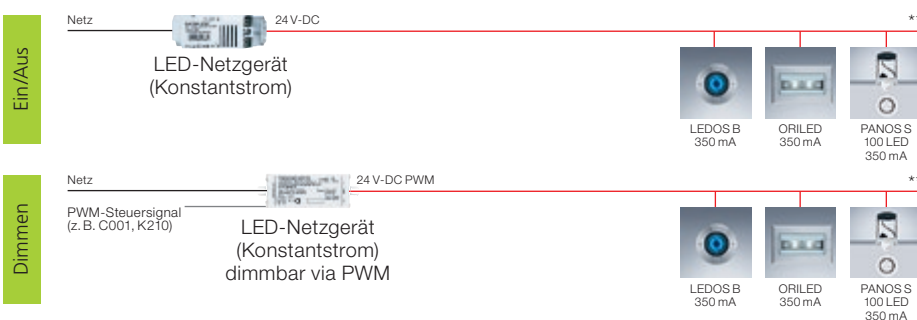 Ein/Aus
Netz
24 V-DC
LED-Netzgerät
(Konstantstrom)
LEDOS B
350 mA
ORILED
350 mA
PANOS S
100 LED
350 mA
Dimmen
Netz
24 V-DC PWM
PWM-Steuersignal
(z. B. C001, K210)
LED-Netzgerät
(Konstantstrom)
dimmbar via PWM
LEDOS B
350 mA
ORILED
350 mA
PANOS S
100 LED
350 mA